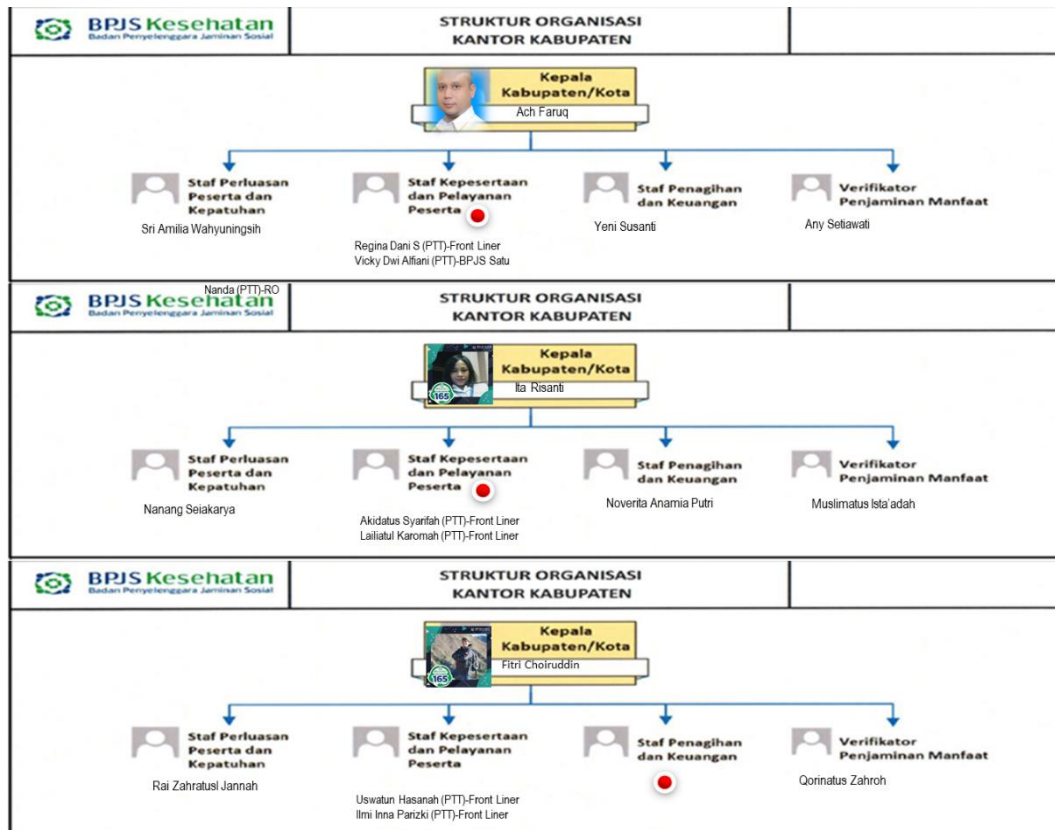 BPJS Kesehatan
Badan Penyelenggara Jaminan Sosial
STRUKTUR ORGANISASI
KANTOR KABUPATEN
Kepala
Kabupaten/Kota
Ach Faruq
Staf Perluasan
Peserta dan
Kepatuhan
Sri Amilia Wahyuningsih
Staf Kepesertaan
dan Pelayanan
Peserta
Regina Dani S (PTT)-Front Liner
Vicky Dwi Alfiani (PTT)-BPJS Satu
Staf Penagihan
dan Keuangan
Yeni Susanti
Verifikator
Penjaminan Manfaat
Any Setiawati
Nanda (PTT)-RO
BPJS Kesehatan
Badan Penyelenggara Jaminan Sosial
STRUKTUR ORGANISASI
KANTOR KABUPATEN
165
Kepala
Kabupaten/Kota
Ita Risanti
Staf Perluasan
Peserta dan
Kepatuhan
Nanang Seiakarya
Staf Kepesertaan
dan Pelayanan
Peserta
Akidatus Syarifah (PTT)-Front Liner
Lailiatul Karomah (PTT)-Front Liner
Staf Penagihan
dan Keuangan
Noverita Anamia Putri
Verifikator
Penjaminan Manfaat
Muslimatus Ista'adah
BPJS Kesehatan
Badan Penyelenggara Jaminan Sosial
STRUKTUR ORGANISASI
KANTOR KABUPATEN
165
Kepala
Kabupaten/Kota
Fitri Choiruddin
Staf Perluasan
Peserta dan
Kepatuhan
Rai Zahratusl Jannah
Staf Kepesertaan
dan Pelayanan
Peserta
Uswatun Hasanah (PTT)-Front Liner
Ilmi Inna Parizki (PTT)-Front Liner
Staf Penagihan
dan Keuangan
Verifikator
Penjaminan Manfaat
Qorinatus Zahroh